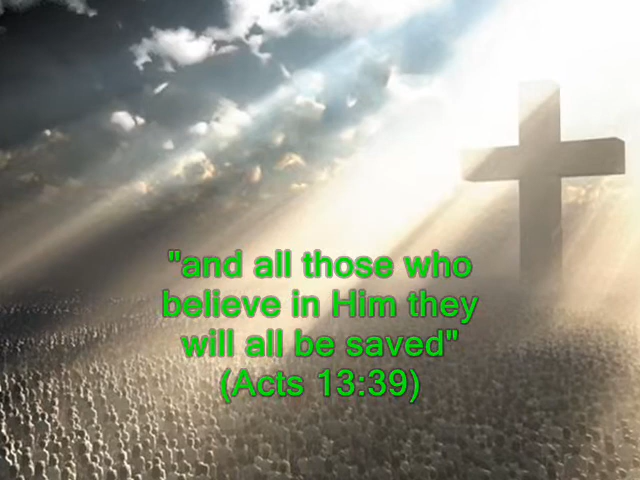 "and all those who
believe in Him they
will all be saved"
(Acts 13:39)